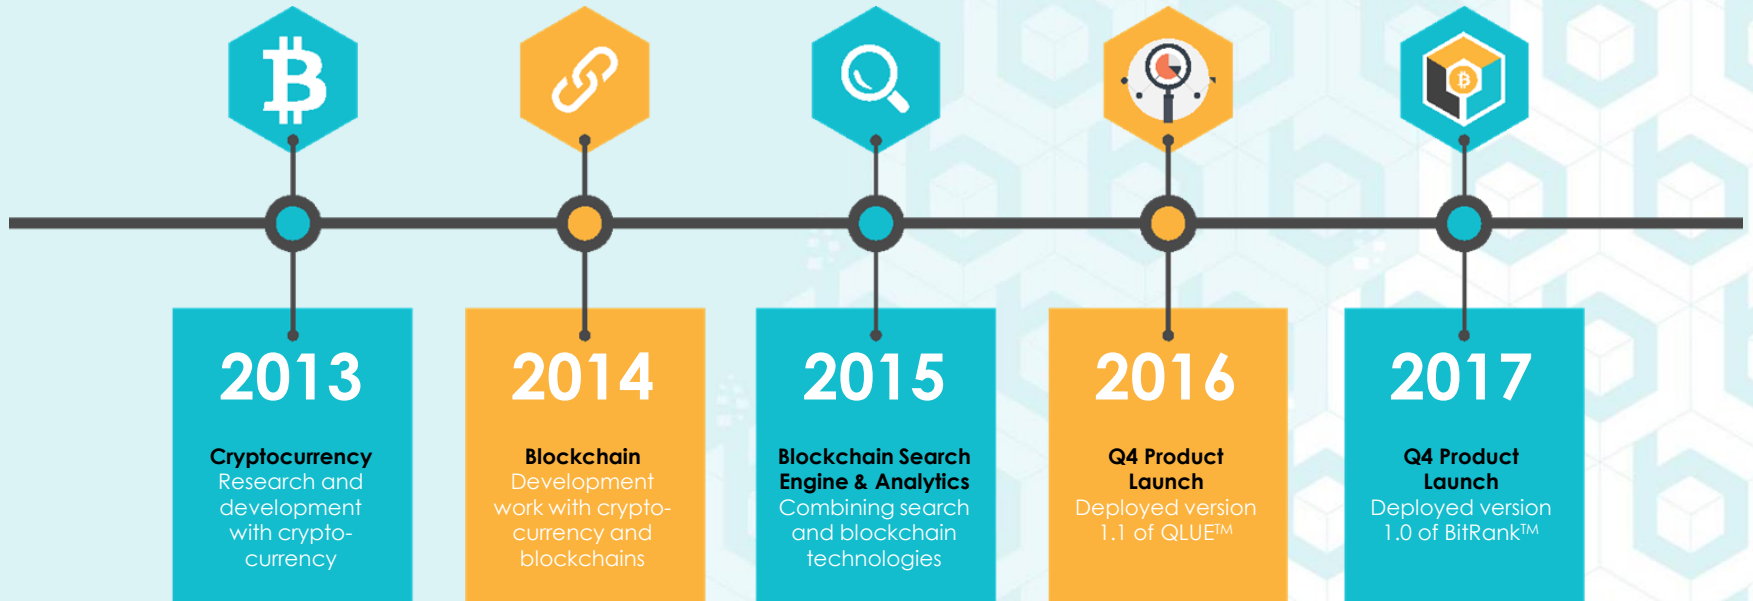 2013
Cryptocurrency
Research and
development
with crypto-
currency
2014
Blockchain
Development
work with crypto-
currency and
blockchains
2015
Blockchain Search
Engine & Analytics
Combining search
and blockchain
technologies
2016
Q4 Product
Launch
Deployed version
1.1 of QLUE™
2017
Q4 Product
Launch
Deployed version
1.0 of BitRank™